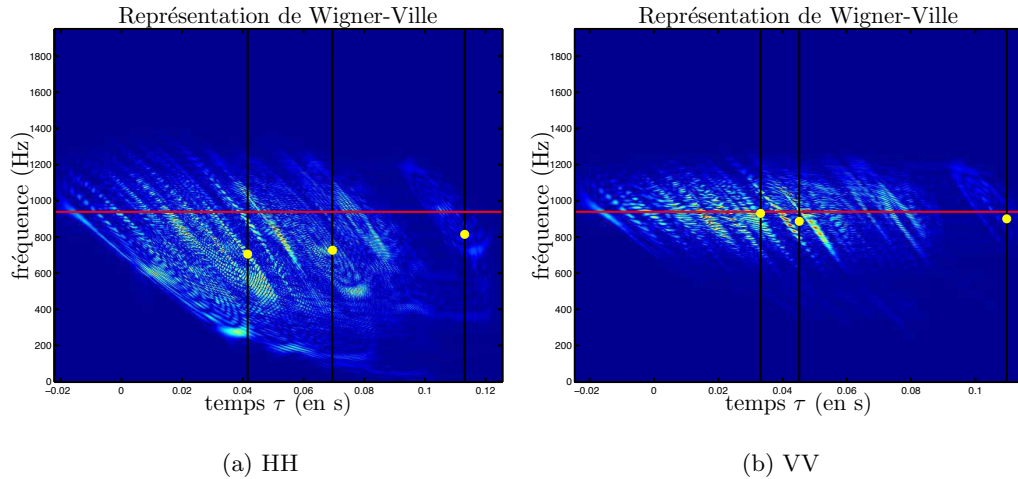 Représentation de Wigner-Ville
fréquence (Hz)
1800
1600
1400
1200
1000
800
600
400
200
0
−0.02 0 0.02 0.04 0.06 0.08 0.1 0.12
temps τ (en s)
(a) HH
Représentation de Wigner-Ville
fréquence (Hz)
1800
1600
1400
1200
1000
800
600
400
200
0
−0.02 0 0.02 0.04 0.06 0.08 0.1
temps τ (en s)
(b) VV